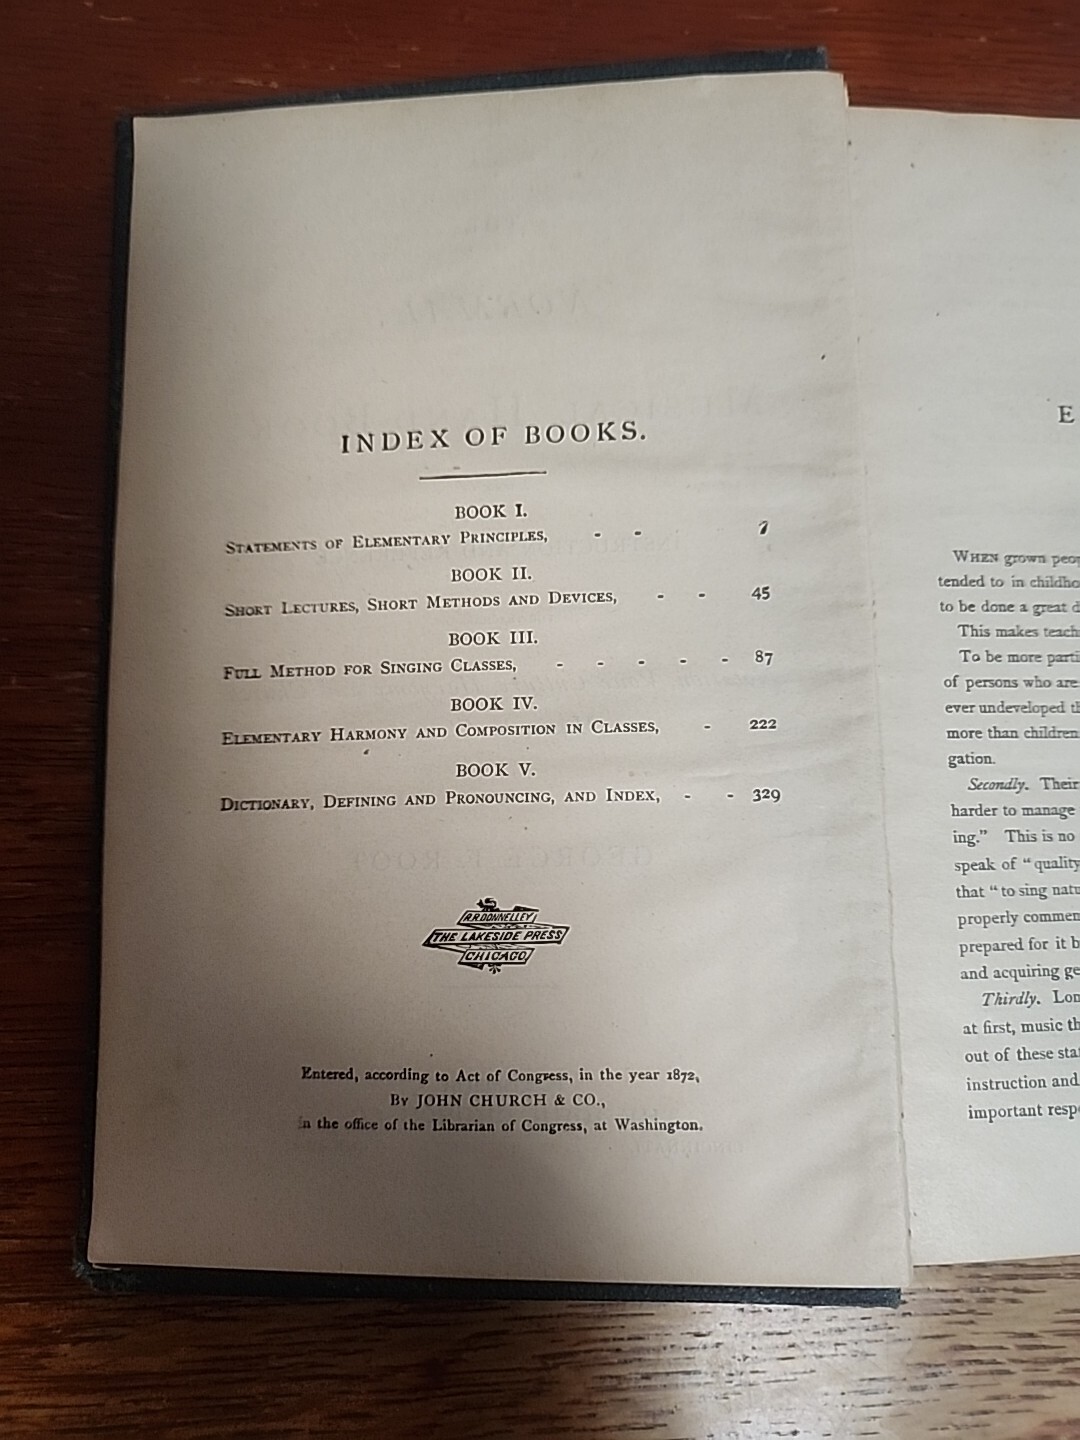 INDEX OF BOOKS.
BOOK I.
STATEMENTS OF ELEMENTARY PRINCIPLES, - - 7
BOOK II.
SHORT LECTURES, SHORT METHODS AND DEVICES, - - 45
BOOK III.
FULL METHOD FOR SINGING CLASSES, - - - - - 87
BOOK IV.
ELEMENTARY HARMONY AND COMPOSITION IN CLASSES, - 222
BOOK V.
DICTIONARY, DEFINING AND PRONOUNCING, AND INDEX, - - 329
R.R.DONNELLEY
THE LAKESIDE PRESS
CHICAGO
Entered, according to Act of Congress, in the year 1872,
BY JOHN CHURCH & CO.,
In the office of the Librarian of Congress, at Washington.
E
WHEN grown peop
tended to in childho
to be done a great d
This makes teach
To be more parti
of persons who are
ever undeveloped th
more than children
gation.
Secondly. Their
harder to manage
ing." This is no
speak of "quality
that "to sing natu
properly commen
prepared for it b
and acquiring ge
Thirdly. Lon
at first, music th
out of these sta
instruction and
important resp